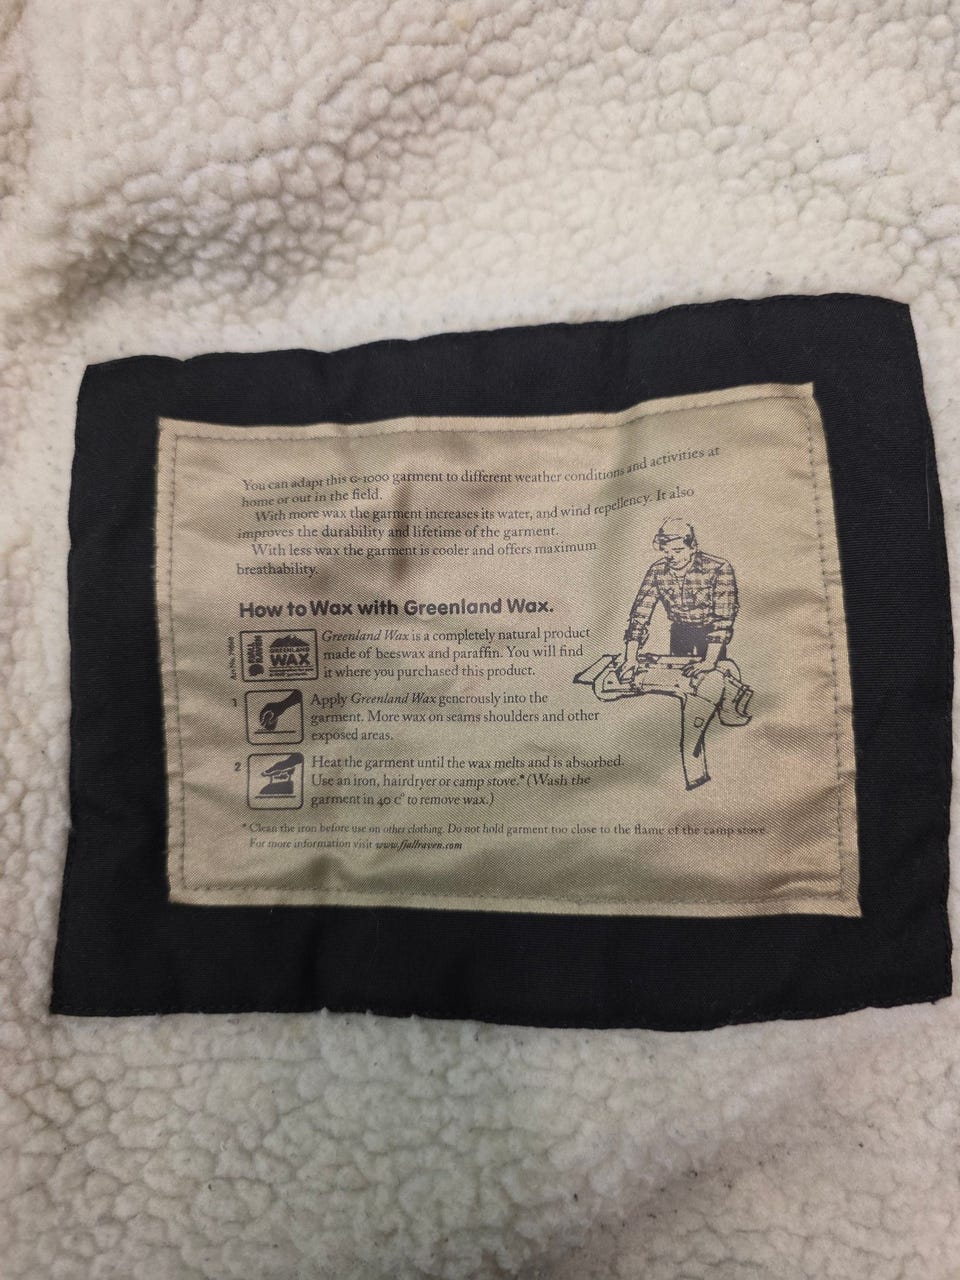 You can adapt this G-1000 garment to different weather conditions and activities at
home or out in the field.
With more wax the garment increases its water, and wind repellency. It also
improves the durability and lifetime of the garment.
With less wax the garment is cooler and offers maximum
breathability.
How to Wax with Greenland Wax.
FJÄLL
RÄVEN
GREENLAND
WAX
Greenland Wax is a completely natural product
made of beeswax and paraffin. You will find
it where you purchased this product.
1
Apply Greenland Wax generously into the
garment. More wax on seams shoulders and other
exposed areas.
2
Heat the garment until the wax melts and is absorbed.
Use an iron, hairdryer or camp stove.* (Wash the
garment in 40 c° to remove wax.)
* Clean the iron before use on other clothing. Do not hold garment too close to the flame of the camp stove.
For more information visit www.fjallraven.com